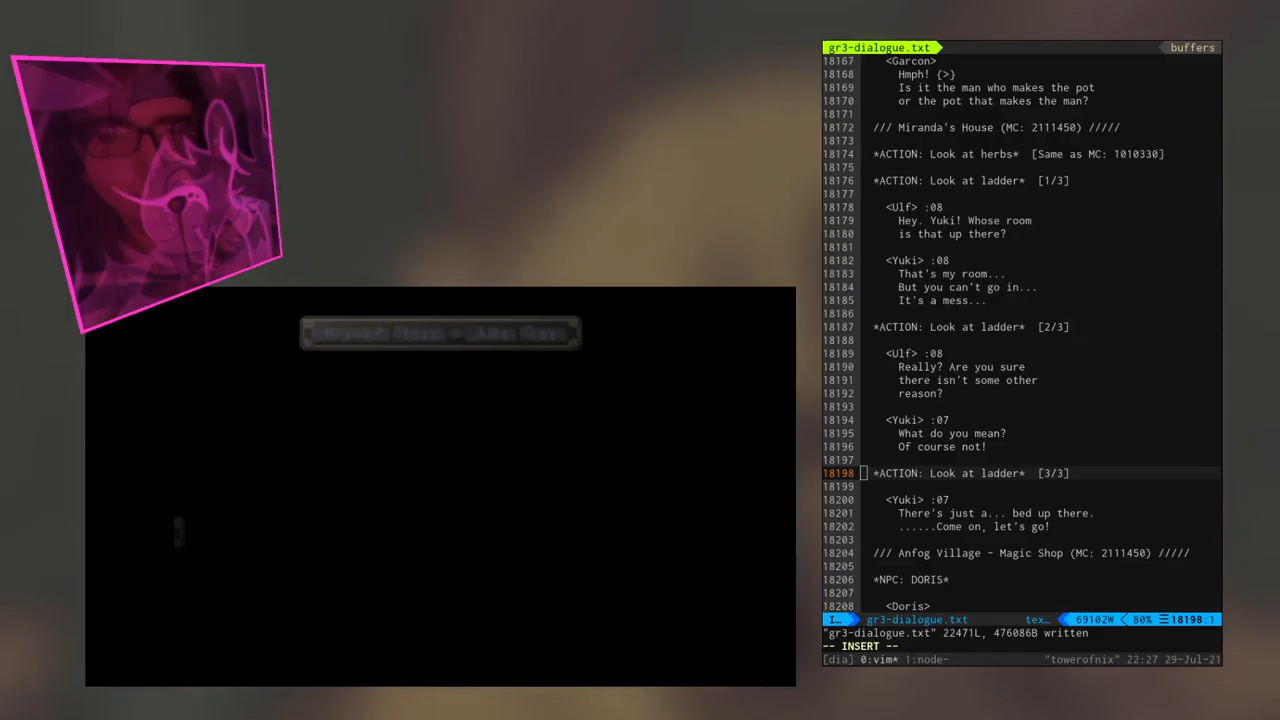 gr3-dialogue.txt buffers
18167 <Garcon>
18168 Hmph! {>}
18169 Is it the man who makes the pot
18170 or the pot that makes the man?
18171
18172 /// Miranda's House (MC: 2111450) /////
18173
18174 *ACTION: Look at herbs* [Same as MC: 1010330]
18175
18176 *ACTION: Look at ladder* [1/3]
18177
18178 <Ulf> :08
18179 Hey. Yuki! Whose room
18180 is that up there?
18181
18182 <Yuki> :08
18183 That's my room...
18184 But you can't go in...
18185 It's a mess...
18186
18187 *ACTION: Look at ladder* [2/3]
18188
18189 <Ulf> :08
18190 Really? Are you sure
18191 there isn't some other
18192 reason?
18193
18194 <Yuki> :07
18195 What do you mean?
18196 Of course not!
18197
18198 *ACTION: Look at ladder* [3/3]
18199
18200 <Yuki> :07
18201 There's just a... bed up there.
18202 ......Come on, let's go!
18203
18204 /// Anfog Village - Magic Shop (MC: 2111450) /////
18205
18206 *NPC: DORIS*
18207
18208 <Doris>
I… gr3-dialogue.txt tex… 69102W 80% ☰18198:1
"gr3-dialogue.txt" 22471L, 476086B written
-- INSERT --
[dia] 0:vim* 1:node- "towerofnix" 22:27 29-Jul-21